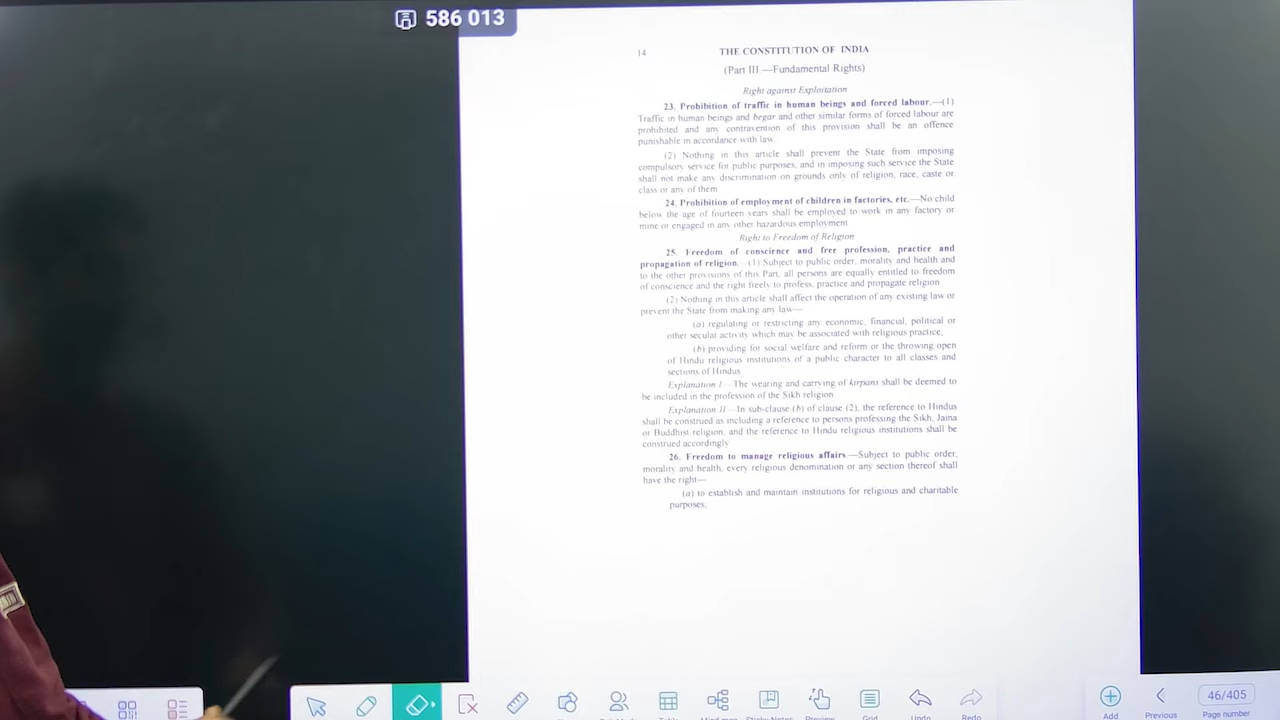 586 013
14 THE CONSTITUTION OF INDIA
(Part III.—Fundamental Rights)
Right against Exploitation
23. Prohibition of traffic in human beings and forced labour.—(1)
Traffic in human beings and begar and other similar forms of forced labour are
prohibited and any contravention of this provision shall be an offence
punishable in accordance with law
(2) Nothing in this article shall prevent the State from imposing
compulsory service for public purposes, and in imposing such service the State
shall not make any discrimination on grounds only of religion, race, caste or
class or any of them
24. Prohibition of employment of children in factories, etc.—No child
below the age of fourteen years shall be employed to work in any factory or
mine or engaged in any other hazardous employment
Right to Freedom of Religion
25. Freedom of conscience and free profession, practice and
propagation of religion.—(1) Subject to public order, morality and health and
to the other provisions of this Part, all persons are equally entitled to freedom
of conscience and the right freely to profess, practice and propagate religion
(2) Nothing in this article shall affect the operation of any existing law or
prevent the State from making any law—
(a) regulating or restricting any economic, financial, political or
other secular activity which may be associated with religious practice;
(b) providing for social welfare and reform or the throwing open
of Hindu religious institutions of a public character to all classes and
sections of Hindus
Explanation I.—The wearing and carrying of kirpans shall be deemed to
be included in the profession of the Sikh religion
Explanation II.—In sub-clause (b) of clause (2), the reference to Hindus
shall be construed as including a reference to persons professing the Sikh, Jaina
or Buddhist religion, and the reference to Hindu religious institutions shall be
construed accordingly
26. Freedom to manage religious affairs.—Subject to public order,
morality and health, every religious denomination or any section thereof shall
have the right—
(a) to establish and maintain institutions for religious and charitable
purposes;
46/405
Sticky Notes Preview Grid Undo Redo Add Previous Page number